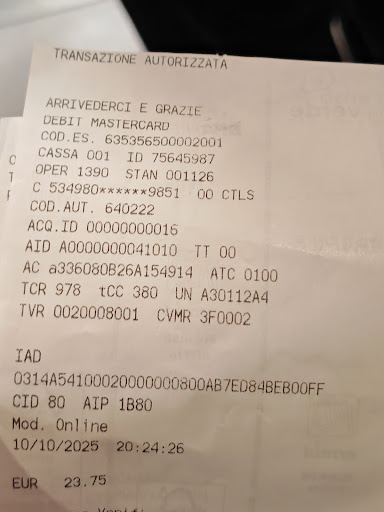 TRANSAZIONE AUTORIZZATA
ARRIVEDERCI E GRAZIE
DEBIT MASTERCARD
COD.ES. 635356500002001
CASSA 001 ID 75645987
OPER 1390 STAN 001126
C 534980******9851 00 CTLS
COD.AUT. 640222
ACQ.ID 00000000016
AID A0000000041010 TT 00
AC a336080B26A154914 ATC 0100
TCR 978 tCC 380 UN A30112A4
TVR 0020008001 CVMR 3F0002
IAD
0314A54100020000000800AB7ED84BEB00FF
CID 80 AIP 1B80
Mod. Online
10/10/2025 20:24:26
EUR 23.75